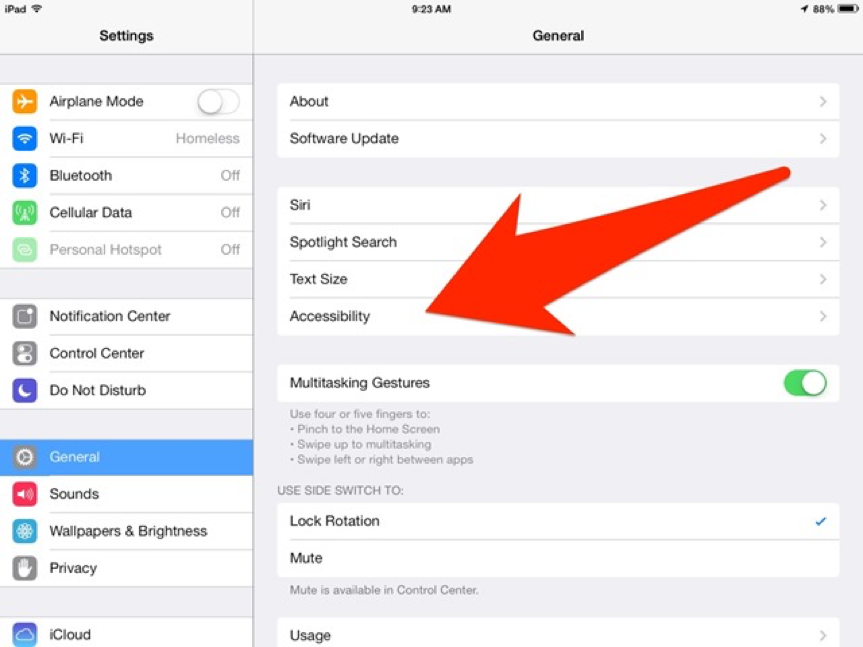 iPad 9:23 AM 88%
Settings
General
Airplane Mode
Wi-Fi Homeless
Bluetooth Off
Cellular Data Off
Personal Hotspot Off
Notification Center
Control Center
Do Not Disturb
General
Sounds
Wallpapers & Brightness
Privacy
iCloud
About
Software Update
Siri
Spotlight Search
Text Size
Accessibility
Multitasking Gestures
Use four or five fingers to:
• Pinch to the Home Screen
• Swipe up to multitasking
• Swipe left or right between apps
USE SIDE SWITCH TO:
Lock Rotation
Mute
Mute is available in Control Center.
Usage